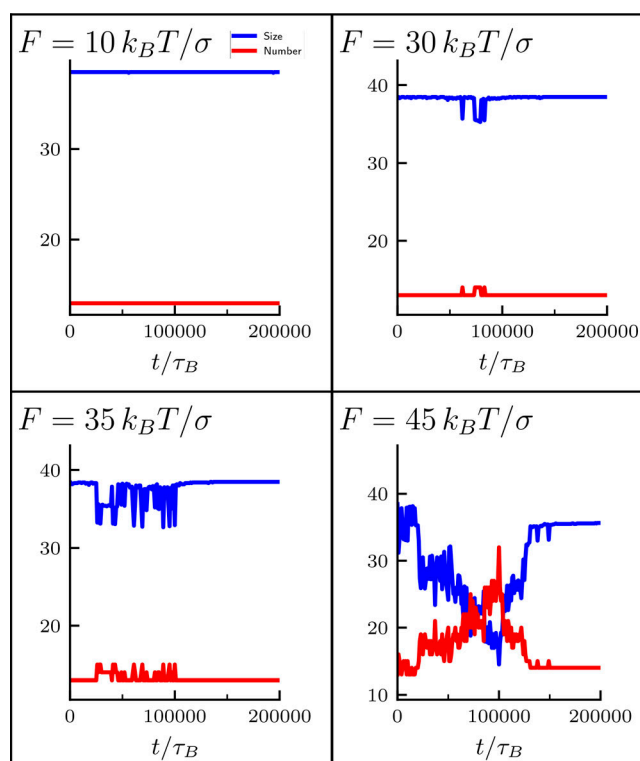 F = 10 k_BT/σ
Size
Number
40
20
0 100000 200000
t/τ_B
F = 30 k_BT/σ
40
30
20
0 100000 200000
t/τ_B
F = 35 k_BT/σ
40
30
20
0 100000 200000
t/τ_B
F = 45 k_BT/σ
40
30
20
10
0 100000 200000
t/τ_B